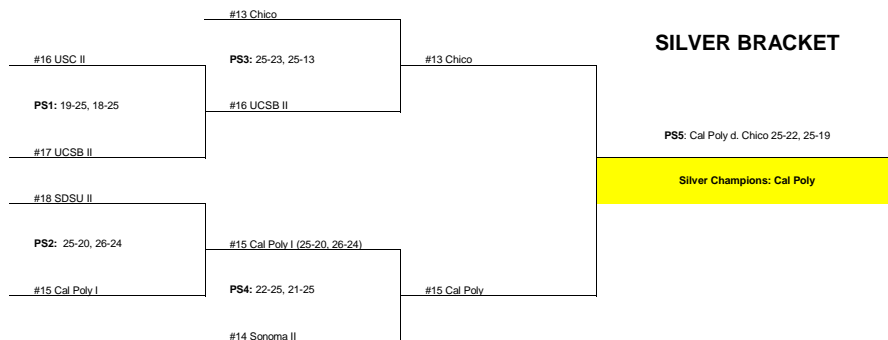 #13 Chico
SILVER BRACKET
#16 USC II
PS3: 25-23, 25-13
#13 Chico
PS1: 19-25, 18-25
#16 UCSB II
PS5: Cal Poly d. Chico 25-22, 25-19
#17 UCSB II
Silver Champions: Cal Poly
#18 SDSU II
PS2: 25-20, 26-24
#15 Cal Poly I (25-20, 26-24)
#15 Cal Poly I
PS4: 22-25, 21-25
#15 Cal Poly
#14 Sonoma II